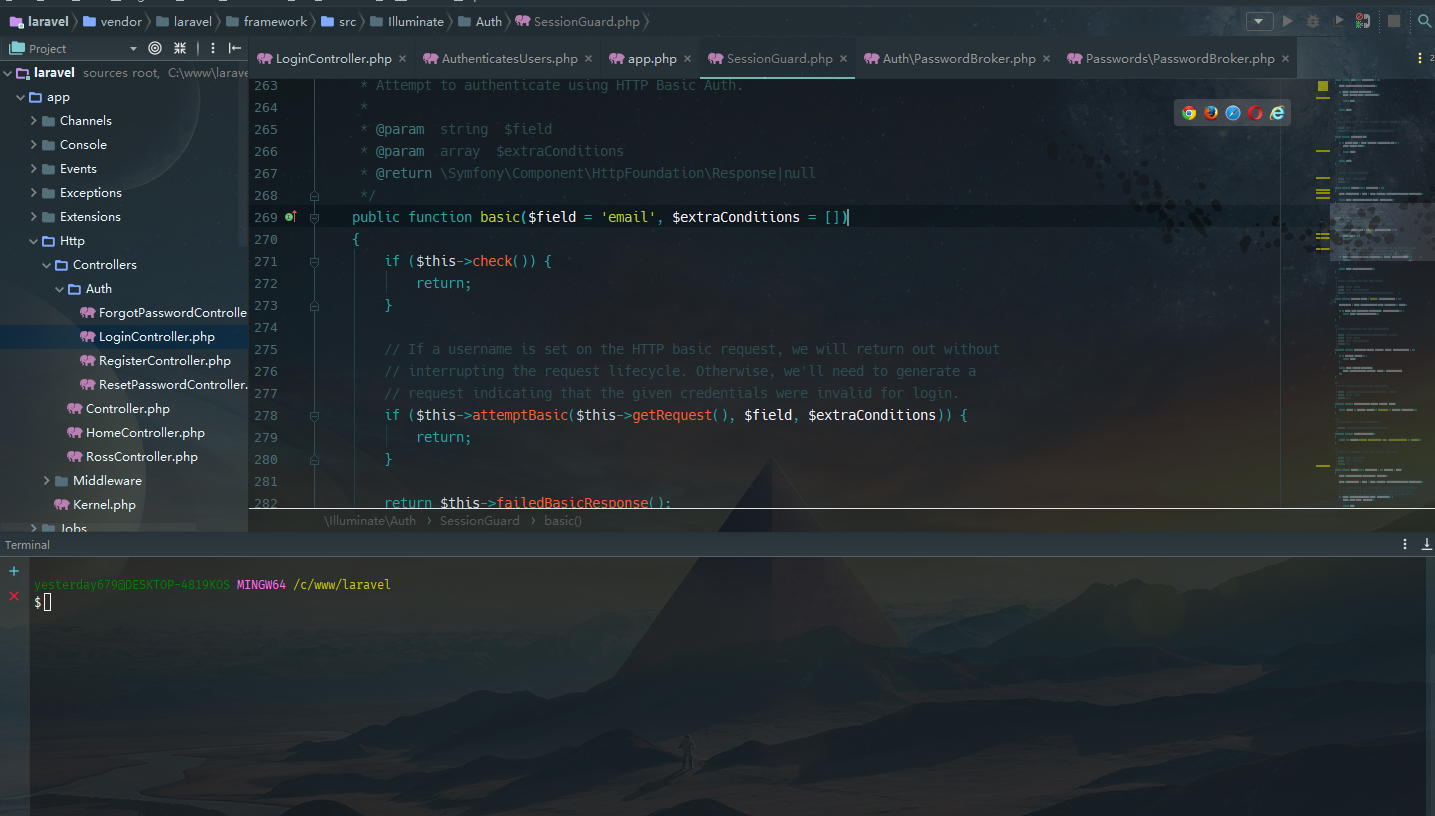 laravel vendor laravel framework src Illuminate Auth SessionGuard.php
Project
LoginController.php AuthenticatesUsers.php app.php SessionGuard.php Auth\PasswordBroker.php Passwords\PasswordBroker.php
laravel sources root, C:\www\larave
app
Channels
Console
Events
Exceptions
Extensions
Http
Controllers
Auth
ForgotPasswordControlle
LoginController.php
RegisterController.php
ResetPasswordController.
Controller.php
HomeController.php
RossController.php
Middleware
Kernel.php
Jobs
263 * Attempt to authenticate using HTTP Basic Auth.
264 *
265 * @param string $field
266 * @param array $extraConditions
267 * @return \Symfony\Component\HttpFoundation\Response|null
268 */
269 public function basic($field = 'email', $extraConditions = [])
270 {
271 if ($this->check()) {
272 return;
273 }
274
275 // If a username is set on the HTTP basic request, we will return out without
276 // interrupting the request lifecycle. Otherwise, we'll need to generate a
277 // request indicating that the given credentials were invalid for login.
278 if ($this->attemptBasic($this->getRequest(), $field, $extraConditions)) {
279 return;
280 }
281
282 return $this->failedBasicResponse();
\Illuminate\Auth SessionGuard basic()
Terminal
yesterday679@DESKTOP-4819KOS MINGW64 /c/www/laravel
$